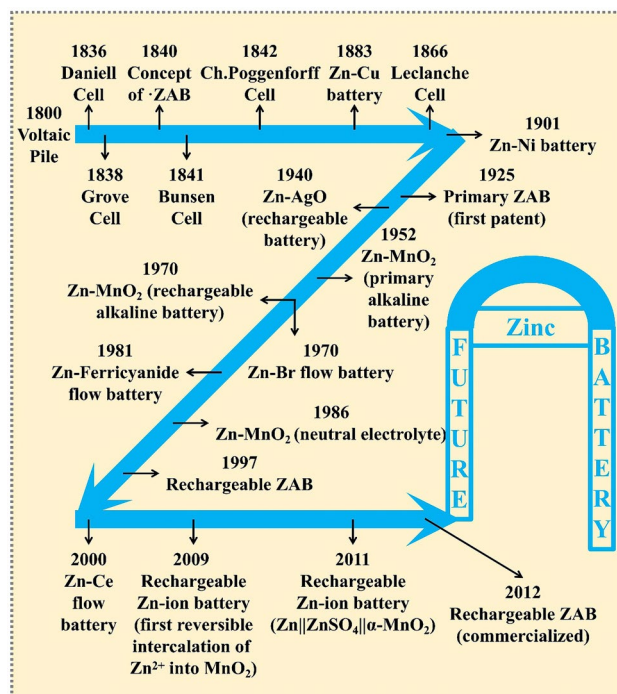 1800
Voltaic
Pile
1836
Daniell
Cell
1838
Grove
Cell
1840
Concept
of ·ZAB
1841
Bunsen
Cell
1842
Ch.Poggenforff
Cell
1883
Zn-Cu
battery
1866
Leclanche
Cell
1901
Zn-Ni battery
1925
Primary ZAB
(first patent)
1940
Zn-AgO
(rechargeable
battery)
1952
Zn-MnO₂
(primary
alkaline
battery)
1970
Zn-MnO₂ (rechargeable
alkaline battery)
1970
Zn-Br flow battery
1981
Zn-Ferricyanide
flow battery
1986
Zn-MnO₂ (neutral electrolyte)
1997
Rechargeable ZAB
2000
Zn-Ce
flow
battery
2009
Rechargeable
Zn-ion battery
(first reversible
intercalation of
Zn²⁺ into MnO₂)
2011
Rechargeable
Zn-ion battery
(Zn||ZnSO₄||α-MnO₂)
2012
Rechargeable ZAB
(commercialized)
FUTURE
Zinc
BATTERY